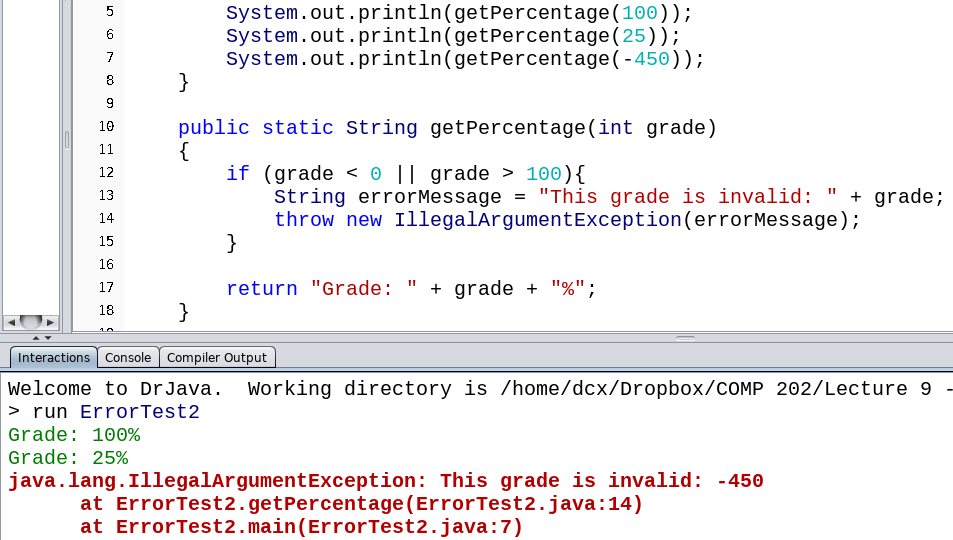 5 System.out.println(getPercentage(100));
6 System.out.println(getPercentage(25));
7 System.out.println(getPercentage(-450));
8 }
9
10 public static String getPercentage(int grade)
11 {
12 if (grade < 0 || grade > 100){
13 String errorMessage = "This grade is invalid: " + grade;
14 throw new IllegalArgumentException(errorMessage);
15 }
16
17 return "Grade: " + grade + "%";
18 }
Interactions Console Compiler Output
Welcome to DrJava.  Working directory is /home/dcx/Dropbox/COMP 202/Lecture 9 -
> run ErrorTest2
Grade: 100%
Grade: 25%
java.lang.IllegalArgumentException: This grade is invalid: -450
at ErrorTest2.getPercentage(ErrorTest2.java:14)
at ErrorTest2.main(ErrorTest2.java:7)